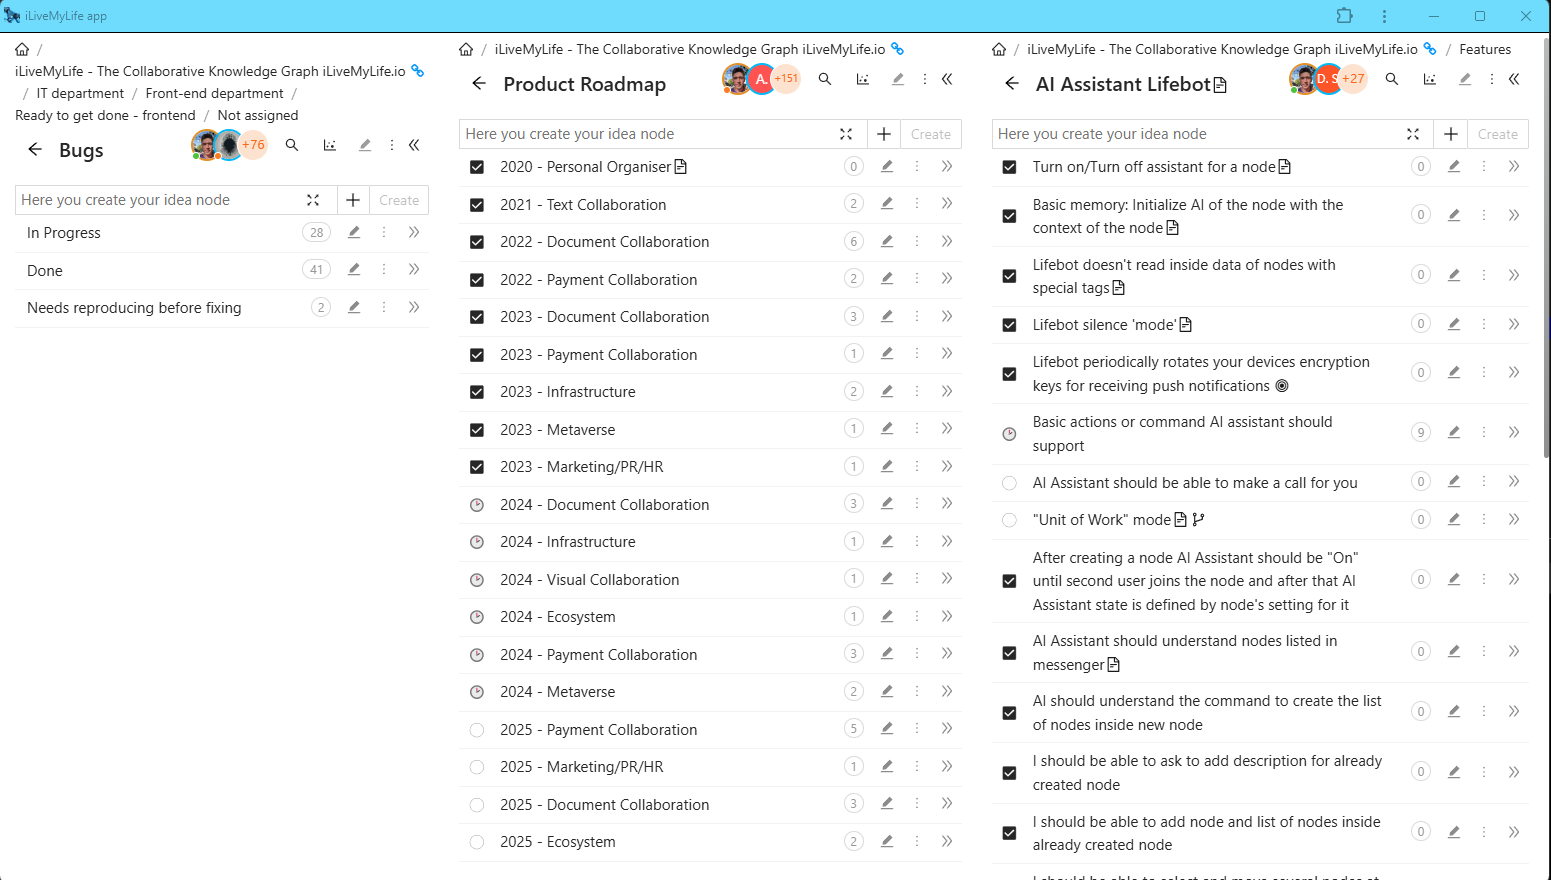 iLiveMyLife app
/
iLiveMyLife - The Collaborative Knowledge Graph iLiveMyLife.io
/ IT department / Front-end department /
Ready to get done - frontend / Not assigned
Bugs
+76
Here you create your idea node
Create
In Progress 28
Done 41
Needs reproducing before fixing 2
/ iLiveMyLife - The Collaborative Knowledge Graph iLiveMyLife.io
Product Roadmap
A. +151
Here you create your idea node
Create
2020 - Personal Organiser 0
2021 - Text Collaboration 2
2022 - Document Collaboration 6
2022 - Payment Collaboration 2
2023 - Document Collaboration 3
2023 - Payment Collaboration 1
2023 - Infrastructure 2
2023 - Metaverse 1
2023 - Marketing/PR/HR 1
2024 - Document Collaboration 3
2024 - Infrastructure 1
2024 - Visual Collaboration 1
2024 - Ecosystem 1
2024 - Payment Collaboration 3
2024 - Metaverse 2
2025 - Payment Collaboration 5
2025 - Marketing/PR/HR 1
2025 - Document Collaboration 3
2025 - Ecosystem 2
/ iLiveMyLife - The Collaborative Knowledge Graph iLiveMyLife.io / Features
AI Assistant Lifebot
D. S +27
Here you create your idea node
Create
Turn on/Turn off assistant for a node 0
Basic memory: Initialize AI of the node with the
context of the node 0
Lifebot doesn't read inside data of nodes with
special tags 0
Lifebot silence 'mode' 0
Lifebot periodically rotates your devices encryption
keys for receiving push notifications 0
Basic actions or command AI assistant should
support 9
AI Assistant should be able to make a call for you 0
"Unit of Work" mode 0
After creating a node AI Assistant should be "On"
until second user joins the node and after that AI
Assistant state is defined by node's setting for it 0
AI Assistant should understand nodes listed in
messenger 0
AI should understand the command to create the list
of nodes inside new node 0
I should be able to ask to add description for already
created node 0
I should be able to add node and list of nodes inside
already created node 0
I should be able to select and move several nodes at